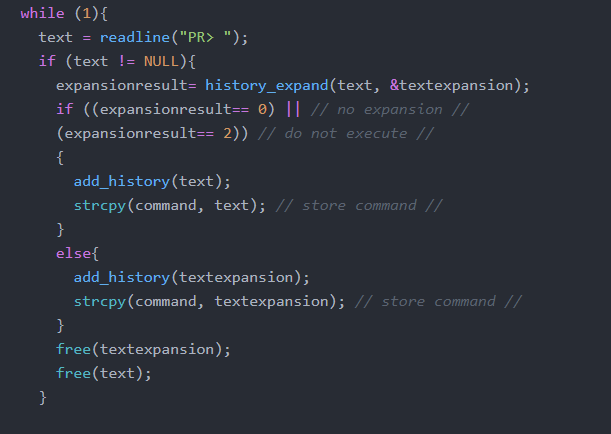 while (1){
text = readline("PR> ");
if (text != NULL){
expansionresult= history_expand(text, &textexpansion);
if ((expansionresult== 0) || // no expansion //
(expansionresult== 2)) // do not execute //
{
add_history(text);
strcpy(command, text); // store command //
}
else{
add_history(textexpansion);
strcpy(command, textexpansion); // store command //
}
free(textexpansion);
free(text);
}